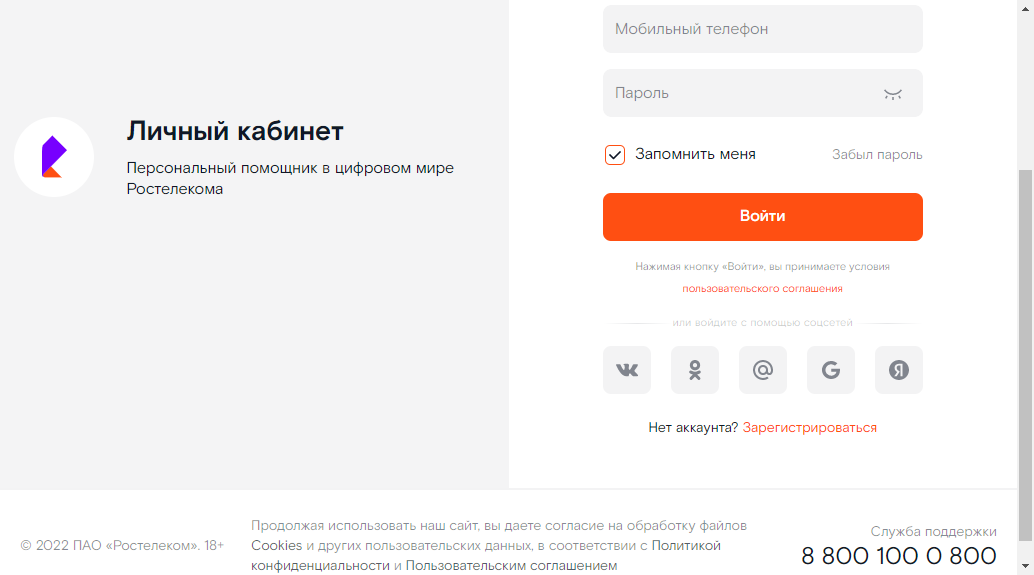 Мобильный телефон
Пароль
Личный кабинет
Персональный помощник в цифровом мире
Ростелекома
Запомнить меня
Забыл пароль
Войти
Нажимая кнопку «Войти», вы принимаете условия
пользовательского соглашения
или войдите с помощью соцсетей
Нет аккаунта? Зарегистрироваться
© 2022 ПАО «Ростелеком». 18+
Продолжая использовать наш сайт, вы даете согласие на обработку файлов
Cookies и других пользовательских данных, в соответствии с Политикой
конфиденциальности и Пользовательским соглашением
Служба поддержки
8 800 100 0 800